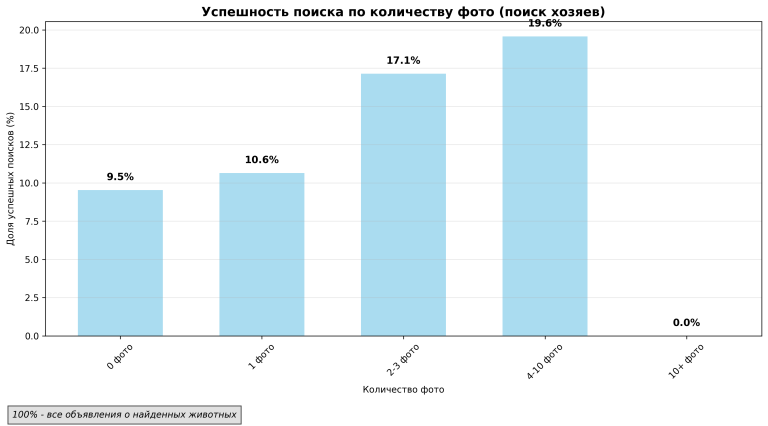 Успешность поиска по количеству фото (поиск хозяев)
Доля успешных поисков (%)
20.0
17.5
15.0
12.5
10.0
7.5
5.0
2.5
0.0
9.5%
10.6%
17.1%
19.6%
0.0%
0 фото
1 фото
2-3 фото
4-10 фото
10+ фото
Количество фото
100% - все объявления о найденных животных